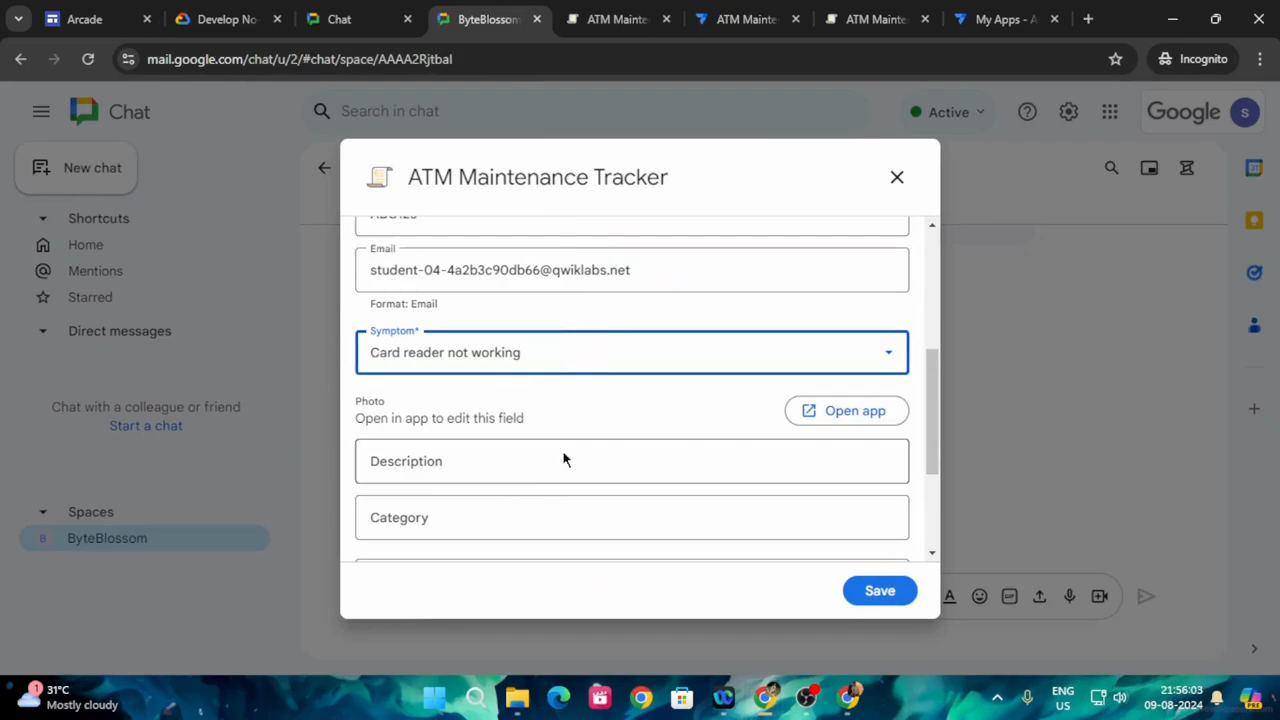 Arcade
Develop No-
Chat
ByteBlossom
ATM Mainte
ATM Mainte
ATM Mainte
My Apps - A
mail.google.com/chat/u/2/#chat/space/AAAA2Rjtbal
Incognito
Chat
Search in chat
Active
Google
S
New chat
ATM Maintenance Tracker
Shortcuts
Home
Mentions
Starred
Direct messages
Email
student-04-4a2b3c90db66@qwiklabs.net
Format: Email
Symptom*
Card reader not working
Photo
Open in app to edit this field
Open app
Chat with a colleague or friend
Start a chat
Description
Category
Spaces
B
ByteBlossom
Save
GIF
1
31°C
Mostly cloudy
ENG
US
21:56:03
09-08-2024
PRE